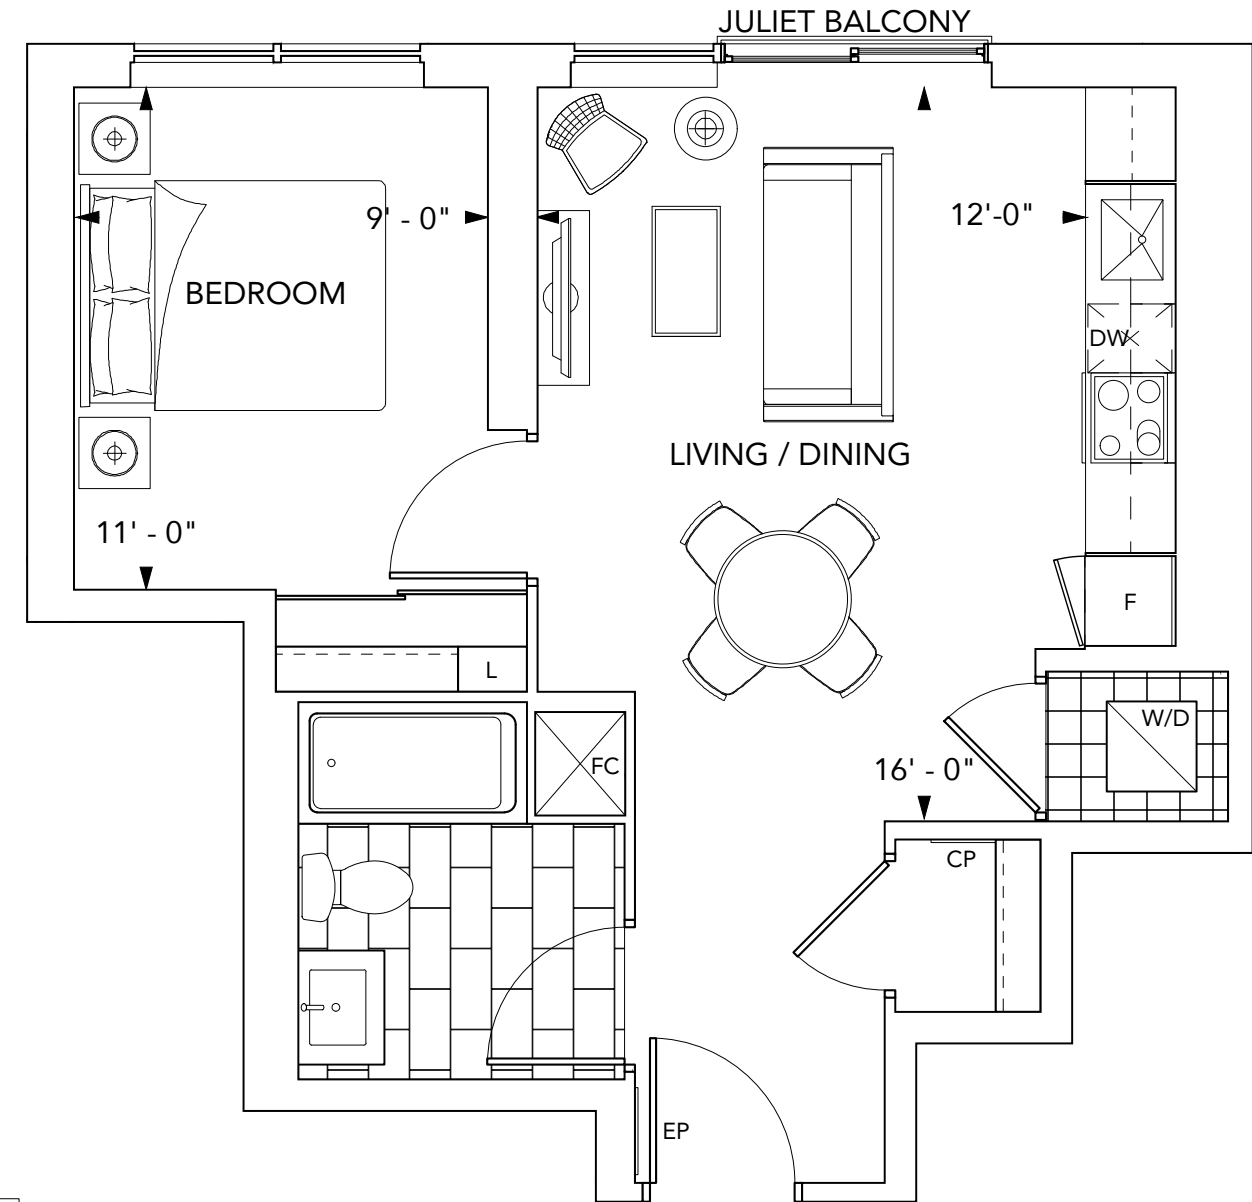 JULIET BALCONY
9' - 0"
12'-0"
BEDROOM
DW
LIVING / DINING
11' - 0"
F
L
W/D
FC
16' - 0"
CP
EP